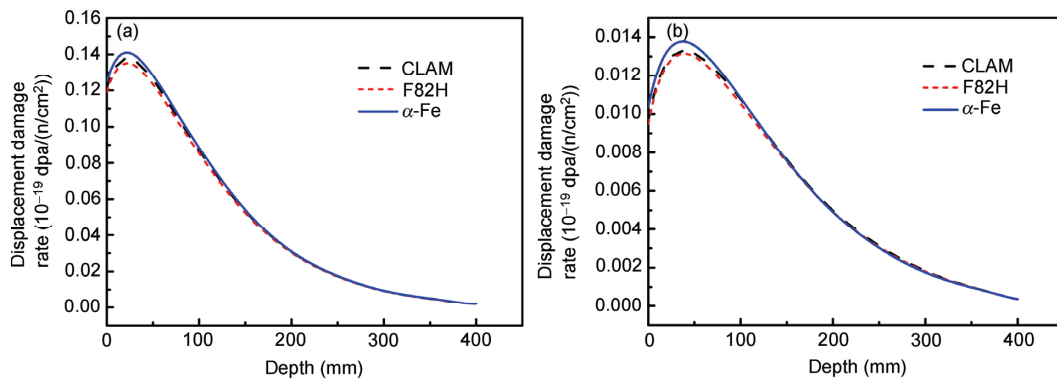 (a)
0.16
0.14
0.12
0.10
0.08
0.06
0.04
0.02
0.00
Displacement damage
rate (10⁻¹⁹ dpa/(n/cm²))
CLAM
F82H
α-Fe
0 100 200 300 400
Depth (mm)
(b)
0.014
0.012
0.010
0.008
0.006
0.004
0.002
0.000
Displacement damage
rate (10⁻¹⁹ dpa/(n/cm²))
CLAM
F82H
α-Fe
0 100 200 300 400
Depth (mm)